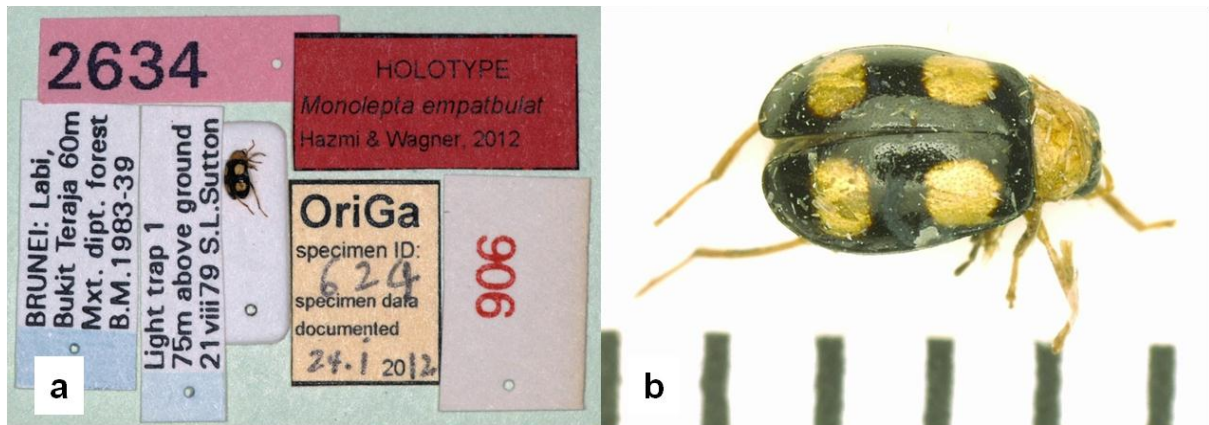 2634
HOLOTYPE
Monolepta empatbulat
Hazmi & Wagner, 2012
BRUNEI: Labi,
Bukit Teraja 60m
Mxt. dipt. forest
B.M.1983-39
Light trap 1
75m above ground
21viii79 S.L.Sutton
OriGa
specimen ID:
624
specimen data
documented
24.i 2012
906
a
b